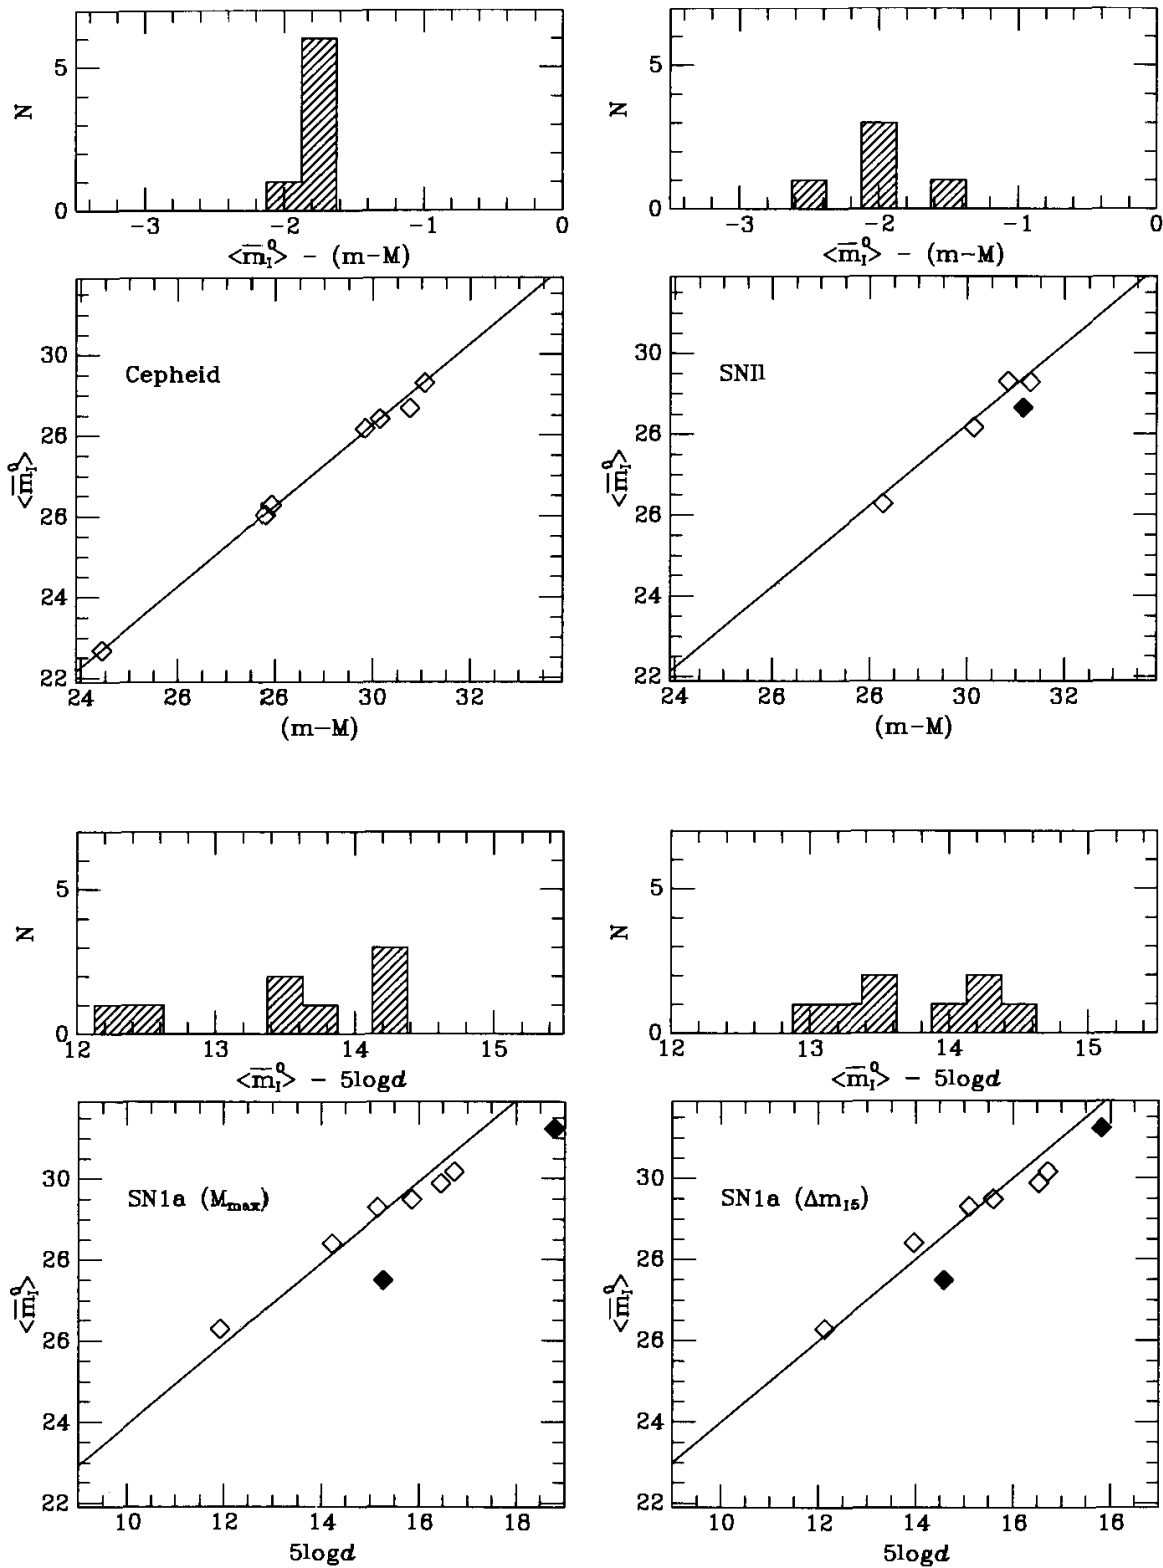 5
0
N
-3 -2 -1 0
<m̄_I^0> - (m-M)
5
0
N
-3 -2 -1 0
<m̄_I^0> - (m-M)
30
28
26
24
22
<m̄_I^0>
Cepheid
24 26 28 30 32
(m-M)
30
28
26
24
22
<m̄_I^0>
SNII
24 26 28 30 32
(m-M)
5
0
N
12 13 14 15
<m̄_I^0> - 5logd
5
0
N
12 13 14 15
<m̄_I^0> - 5logd
30
28
26
24
22
<m̄_I^0>
SN1a (M_max)
10 12 14 16 18
5logd
30
28
26
24
22
<m̄_I^0>
SN1a (Δm_15)
10 12 14 16 18
5logd